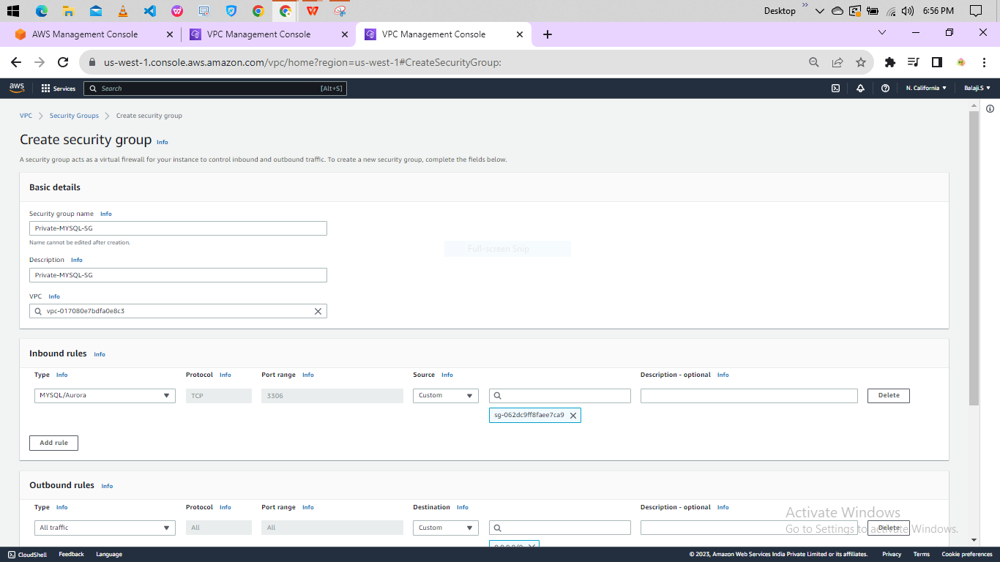 Desktop » 6:56 PM
AWS Management Console
VPC Management Console
VPC Management Console
us-west-1.console.aws.amazon.com/vpc/home?region=us-west-1#CreateSecurityGroup:
aws Services Search [Alt+S] N. California Balaji.S
VPC Security Groups Create security group
Create security group Info
A security group acts as a virtual firewall for your instance to control inbound and outbound traffic. To create a new security group, complete the fields below.
Basic details
Security group name Info
Private-MYSQL-SG
Name cannot be edited after creation.
Full-screen Snip
Description Info
Private-MYSQL-SG
VPC Info
vpc-017080e7bdfa0e8c3
Inbound rules Info
Type Info Protocol Info Port range Info Source Info Description - optional Info
MYSQL/Aurora TCP 3306 Custom Delete
sg-062dc9ff8faee7ca9
Add rule
Outbound rules Info
Type Info Protocol Info Port range Info Destination Info Description - optional Info
All traffic All All Custom Delete
0.0.0.0/0
Activate Windows
Go to Settings to activate Windows.
CloudShell Feedback Language © 2023, Amazon Web Services India Private Limited or its affiliates. Privacy Terms Cookie preferences